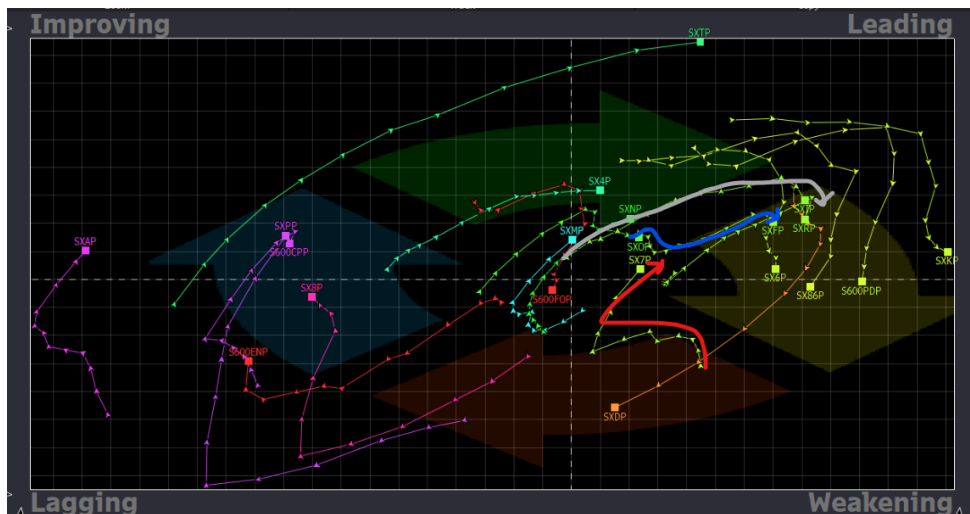 Improving
Leading
SXTP
SX4P
SXNP
SX7P
SXPP
SXMP
SXFP
SXRP
SXAP
S600CPP
SXOP
SXKP
SX7P
SX8P
S600FOP
SX6P
SX86P
S600PDP
S600ENP
SXDP
Lagging
Weakening